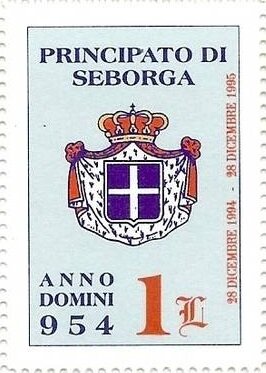 PRINCIPATO DI
SEBORGA
28 DICEMBRE 1994 - 28 DICEMBRE 1995
ANNO
DOMINI
954
1 L